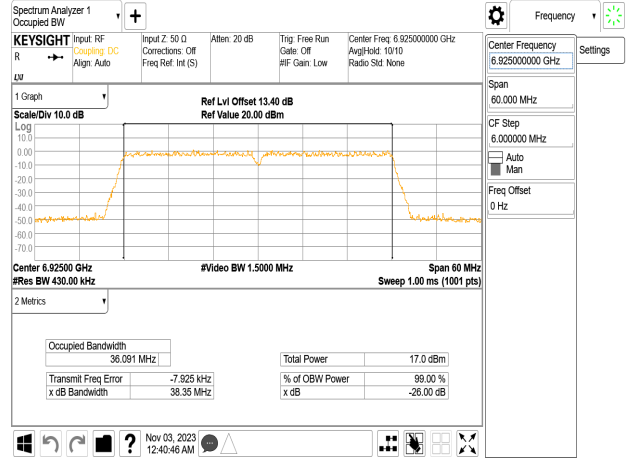 Spectrum Analyzer 1
Occupied BW
Frequency
KEYSIGHT
R
LXI
Input: RF
Coupling: DC
Align: Auto
Input Z: 50 Ω
Corrections: Off
Freq Ref: Int (S)
Atten: 20 dB
Trig: Free Run
Gate: Off
#IF Gain: Low
Center Freq: 6.925000000 GHz
Avg|Hold: 10/10
Radio Std: None
Center Frequency
6.925000000 GHz
Settings
Span
60.000 MHz
CF Step
6.000000 MHz
Auto
Man
Freq Offset
0 Hz
1 Graph
Scale/Div 10.0 dB
Ref Lvl Offset 13.40 dB
Ref Value 20.00 dBm
Log
10.0
0.00
-10.0
-20.0
-30.0
-40.0
-50.0
-60.0
-70.0
Center 6.92500 GHz
#Video BW 1.5000 MHz
Span 60 MHz
#Res BW 430.00 kHz
Sweep 1.00 ms (1001 pts)
2 Metrics
Occupied Bandwidth
36.091 MHz
Total Power 17.0 dBm
Transmit Freq Error -7.925 kHz
% of OBW Power 99.00 %
x dB Bandwidth 38.35 MHz
x dB -26.00 dB
Nov 03, 2023
12:40:46 AM